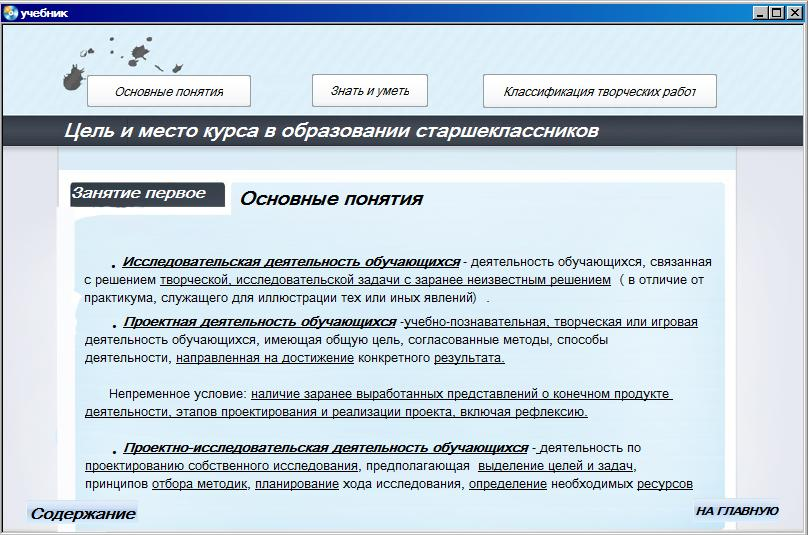 учебник
Основные понятия
Знать и уметь
Классификация творческих работ
Цель и место курса в образовании старшеклассников
Занятие первое
Основные понятия
. Исследовательская деятельность обучающихся - деятельность обучающихся, связанная
с решением творческой, исследовательской задачи с заранее неизвестным решением ( в отличие от
практикума, служащего для иллюстрации тех или иных явлений) .
. Проектная деятельность обучающихся -учебно-познавательная, творческая или игровая
деятельность обучающихся, имеющая общую цель, согласованные методы, способы
деятельности, направленная на достижение конкретного результата.
Непременное условие: наличие заранее выработанных представлений о конечном продукте
деятельности, этапов проектирования и реализации проекта, включая рефлексию.
. Проектно-исследовательская деятельность обучающихся - деятельность по
проектированию собственного исследования, предполагающая выделение целей и задач,
принципов отбора методик, планирование хода исследования, определение необходимых ресурсов
Содержание
НА ГЛАВНУЮ